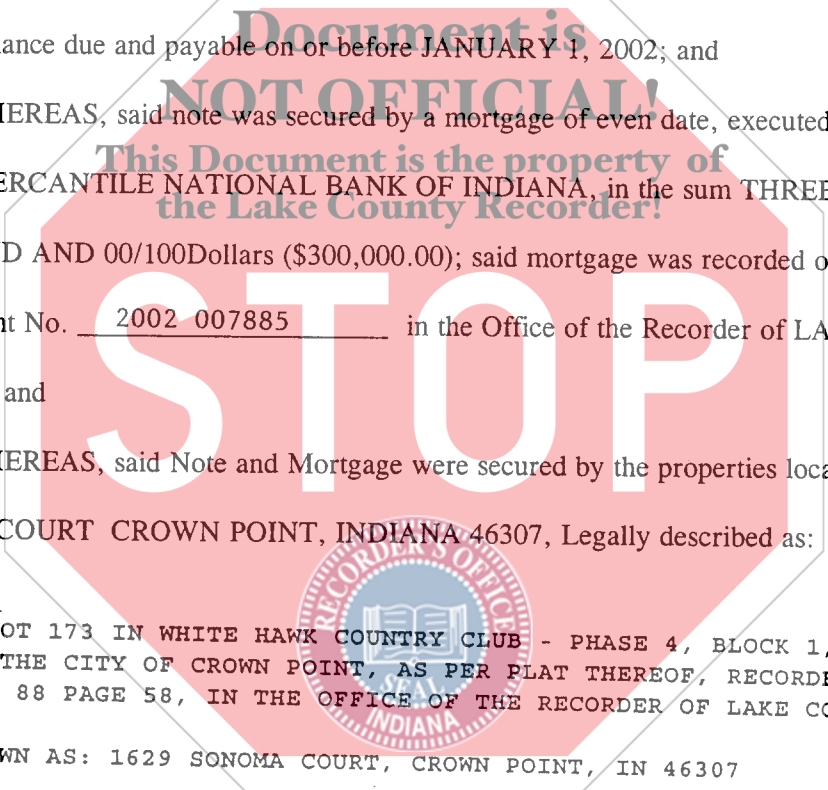 ance due and payable on or before JANUARY 1, 2002; and
Document is
NOT OFFICIAL!
EREAS, said note was secured by a mortgage of even date, executed
This Document is the property of
the Lake County Recorder!
ERCANTILE NATIONAL BANK OF INDIANA, in the sum THREE
D AND 00/100Dollars ($300,000.00); said mortgage was recorded o
nt No. 2002 007885 in the Office of the Recorder of LA
and
STOP
EREAS, said Note and Mortgage were secured by the properties loca
COURT CROWN POINT, INDIANA 46307, Legally described as:
RECORDER'S OFFICE
SEAL
INDIANA
OT 173 IN WHITE HAWK COUNTRY CLUB - PHASE 4, BLOCK 1,
THE CITY OF CROWN POINT, AS PER PLAT THEREOF, RECORDE
88 PAGE 58, IN THE OFFICE OF THE RECORDER OF LAKE CO
WN AS: 1629 SONOMA COURT, CROWN POINT, IN 46307